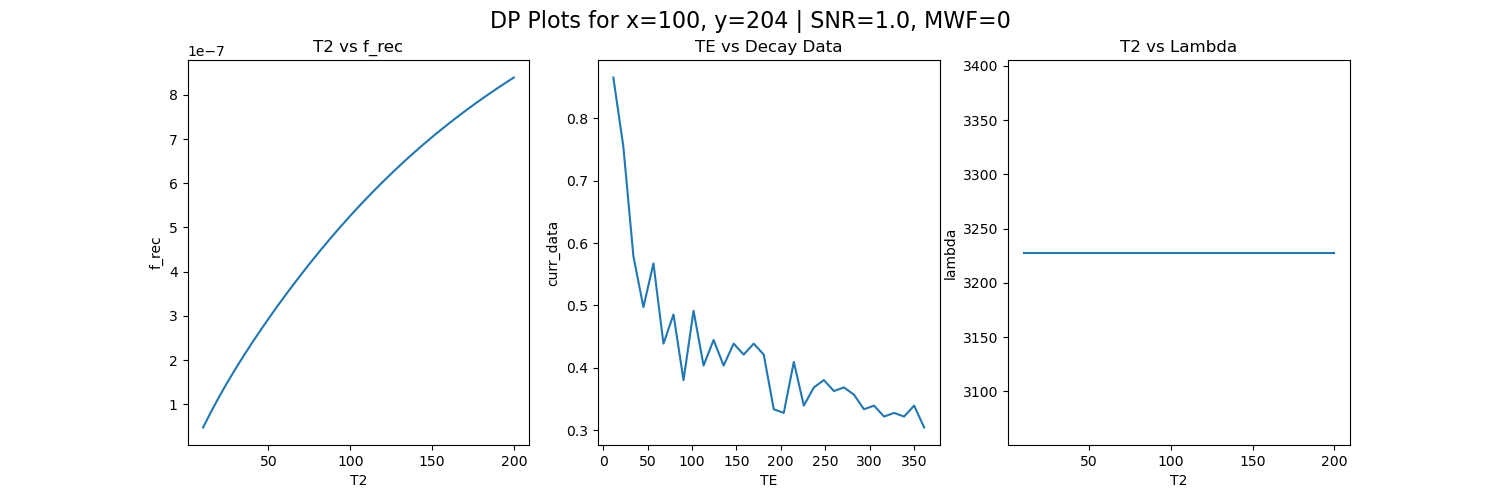 DP Plots for x=100, y=204 | SNR=1.0, MWF=0
T2 vs f_rec
1e−7
8
7
6
5
4
3
2
1
f_rec
50 100 150 200
T2
TE vs Decay Data
0.8
0.7
0.6
0.5
0.4
0.3
curr_data
0 50 100 150 200 250 300 350
TE
T2 vs Lambda
3400
3350
3300
3250
3200
3150
3100
lambda
50 100 150 200
T2